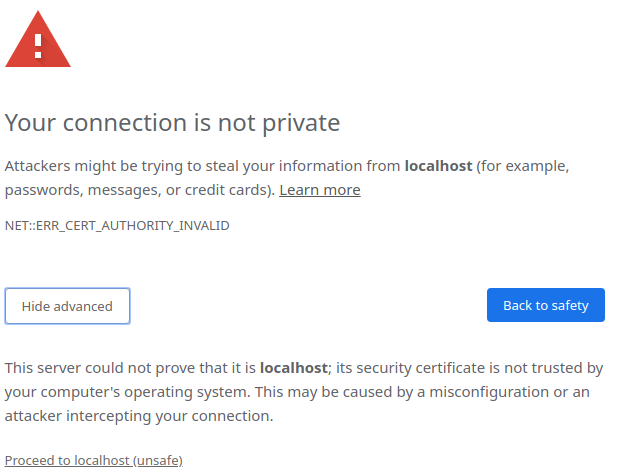 Your connection is not private
Attackers might be trying to steal your information from localhost (for example,
passwords, messages, or credit cards). Learn more
NET::ERR_CERT_AUTHORITY_INVALID
Hide advanced
Back to safety
This server could not prove that it is localhost; its security certificate is not trusted by
your computer's operating system. This may be caused by a misconfiguration or an
attacker intercepting your connection.
Proceed to localhost (unsafe)